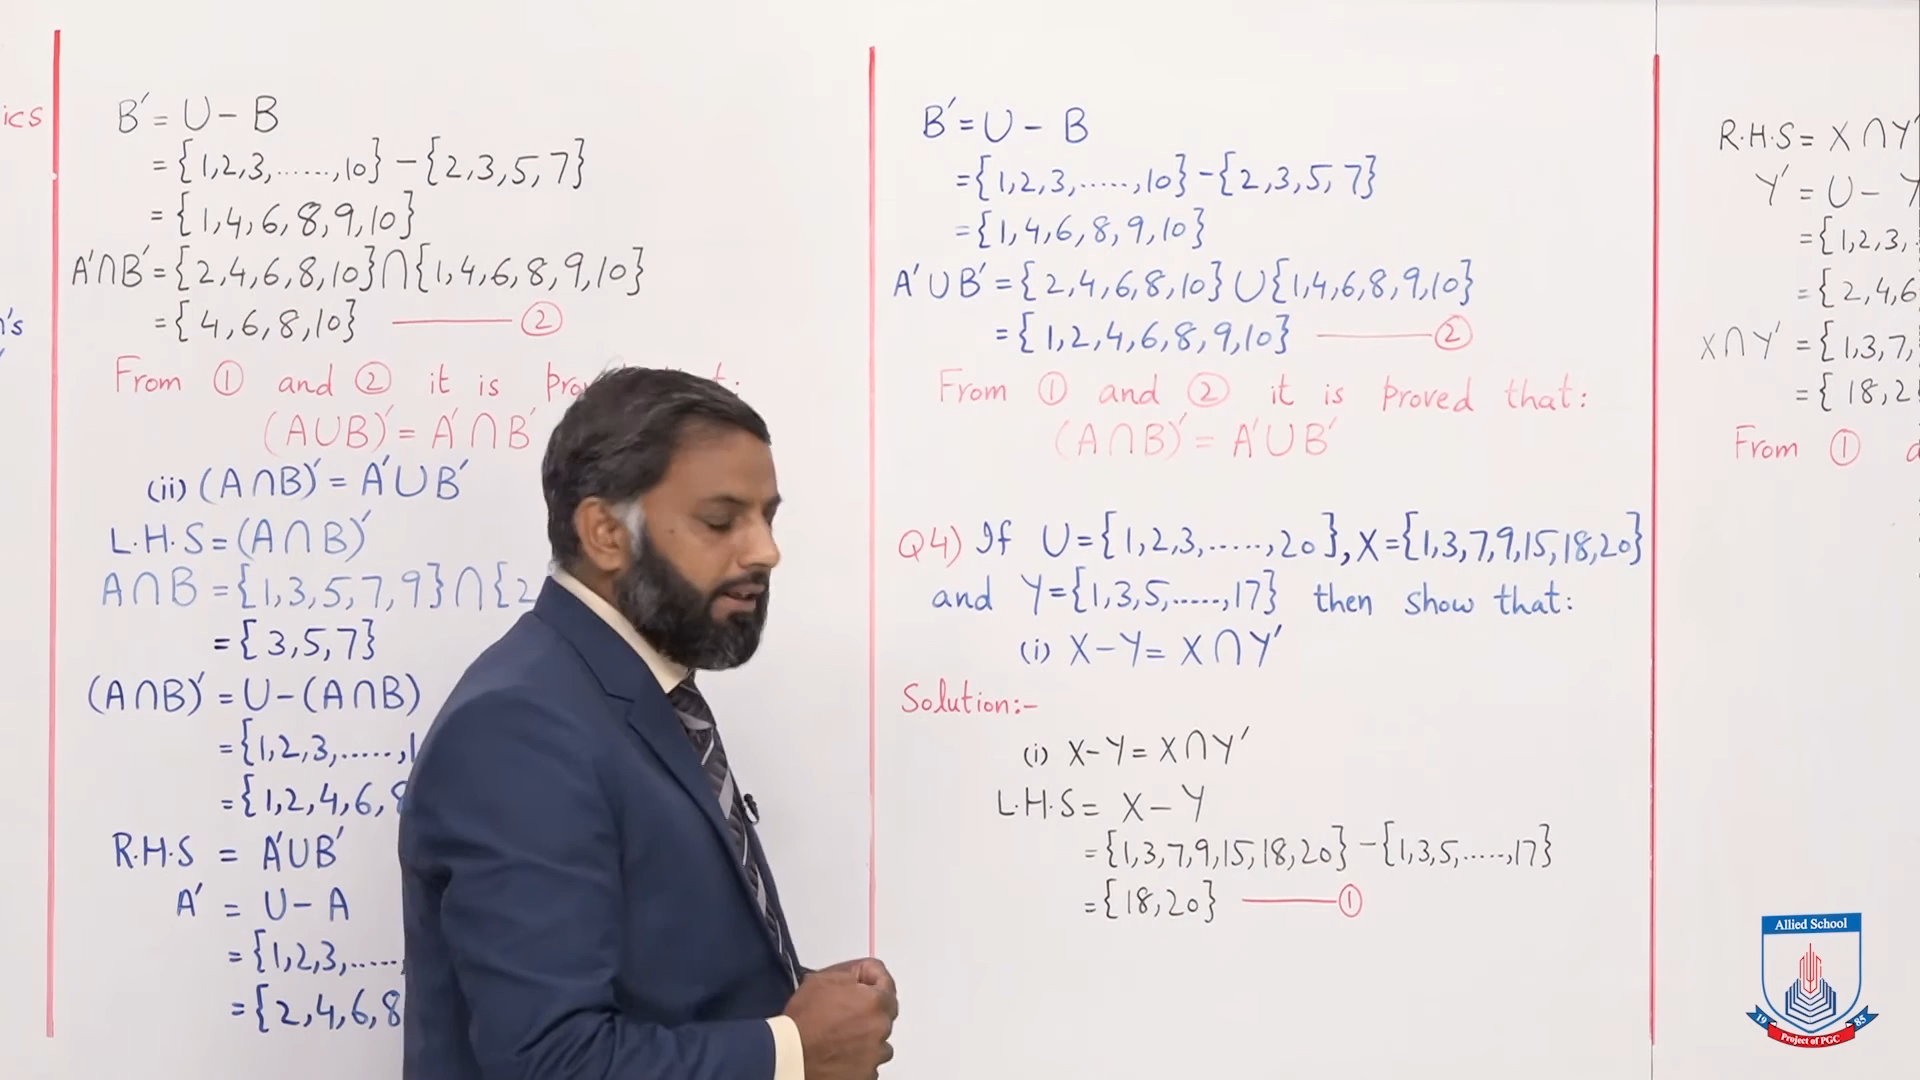 ics
n's
B′ = U − B
= {1,2,3,......,10} − {2,3,5,7}
= {1,4,6,8,9,10}
A′∩B′ = {2,4,6,8,10}∩{1,4,6,8,9,10}
= {4,6,8,10} ——— ②
From ① and ② it is pro t:
(A∪B)′ = A′∩B′
(ii) (A∩B)′ = A′∪B′
L.H.S = (A∩B)′
A∩B = {1,3,5,7,9}∩{2
= {3,5,7}
(A∩B)′ = U − (A∩B)
= {1,2,3,.....,1
= {1,2,4,6,8
R.H.S = A′∪B′
A′ = U − A
= {1,2,3,.....
= {2,4,6,8
B′ = U − B
= {1,2,3,.....,10} − {2,3,5,7}
= {1,4,6,8,9,10}
A′∪B′ = {2,4,6,8,10}∪{1,4,6,8,9,10}
= {1,2,4,6,8,9,10} ——— ②
From ① and ② it is proved that:
(A∩B)′ = A′∪B′
Q4) If U = {1,2,3,.....,20}, X = {1,3,7,9,15,18,20}
and Y = {1,3,5,.....,17} then show that:
(i) X − Y = X∩Y′
Solution:-
(i) X − Y = X∩Y′
L.H.S = X − Y
= {1,3,7,9,15,18,20} − {1,3,5,.....,17}
= {18,20} ——— ①
R.H.S = X∩Y′
Y′ = U − Y
= {1,2,3,.
= {2,4,6
X∩Y′ = {1,3,7,
= {18,2
From ① a
Allied School
19 85
Project of PGC